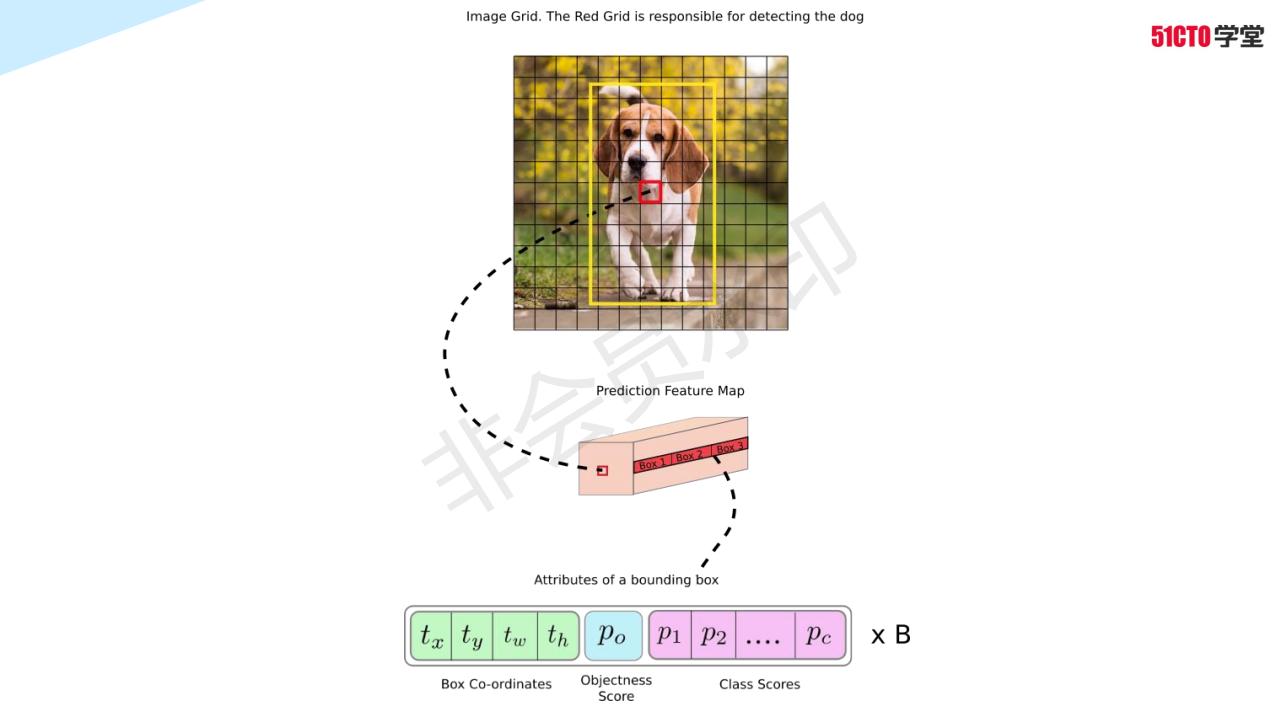 Image Grid. The Red Grid is responsible for detecting the dog
51CTO学堂
非会员水印
Prediction Feature Map
Box 1 Box 2 Box 3
Attributes of a bounding box
t_x t_y t_w t_h p_o p_1 p_2 .... p_c x B
Box Co-ordinates
Objectness
Score
Class Scores